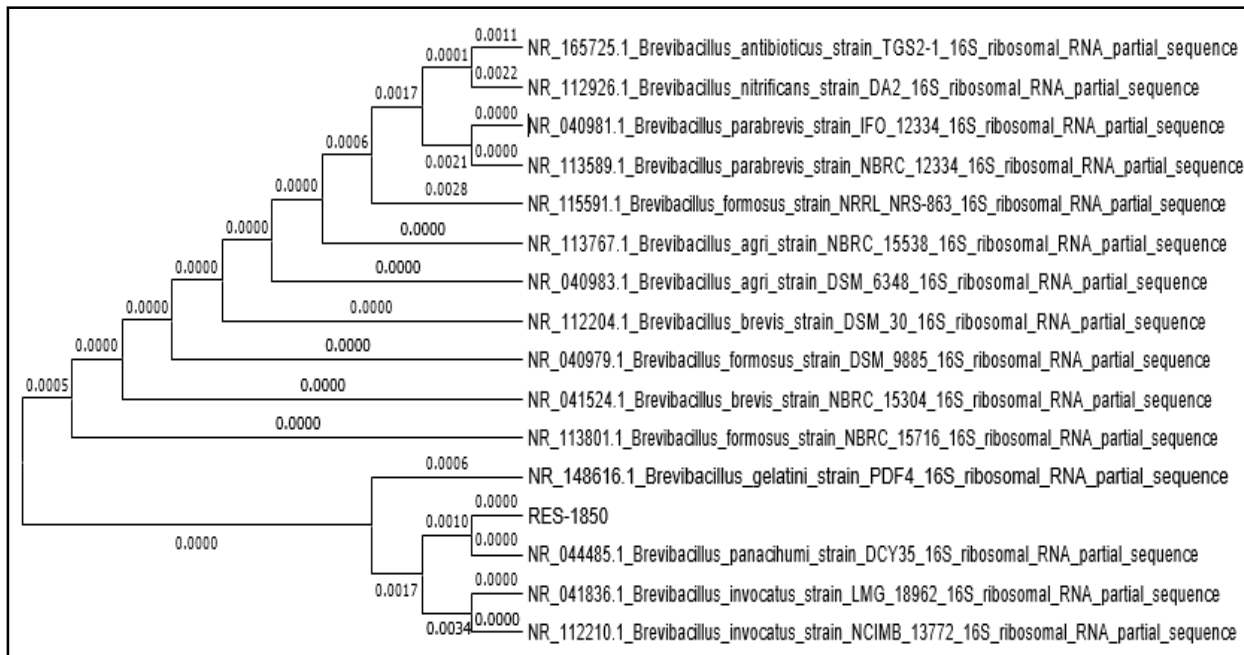 0.0011
NR_165725.1_Brevibacillus_antibioticus_strain_TGS2-1_16S_ribosomal_RNA_partial_sequence
0.0001
0.0022
NR_112926.1_Brevibacillus_nitrificans_strain_DA2_16S_ribosomal_RNA_partial_sequence
0.0017
0.0000
NR_040981.1_Brevibacillus_parabrevis_strain_IFO_12334_16S_ribosomal_RNA_partial_sequence
0.0006
0.0021
0.0000
NR_113589.1_Brevibacillus_parabrevis_strain_NBRC_12334_16S_ribosomal_RNA_partial_sequence
0.0000
0.0028
NR_115591.1_Brevibacillus_formosus_strain_NRRL_NRS-863_16S_ribosomal_RNA_partial_sequence
0.0000
0.0000
NR_113767.1_Brevibacillus_agri_strain_NBRC_15538_16S_ribosomal_RNA_partial_sequence
0.0000
0.0000
NR_040983.1_Brevibacillus_agri_strain_DSM_6348_16S_ribosomal_RNA_partial_sequence
0.0000
0.0000
NR_112204.1_Brevibacillus_brevis_strain_DSM_30_16S_ribosomal_RNA_partial_sequence
0.0000
0.0000
NR_040979.1_Brevibacillus_formosus_strain_DSM_9885_16S_ribosomal_RNA_partial_sequence
0.0005
0.0000
NR_041524.1_Brevibacillus_brevis_strain_NBRC_15304_16S_ribosomal_RNA_partial_sequence
0.0000
NR_113801.1_Brevibacillus_formosus_strain_NBRC_15716_16S_ribosomal_RNA_partial_sequence
0.0006
NR_148616.1_Brevibacillus_gelatini_strain_PDF4_16S_ribosomal_RNA_partial_sequence
0.0000
0.0010
0.0000
RES-1850
0.0000
NR_044485.1_Brevibacillus_panacihumi_strain_DCY35_16S_ribosomal_RNA_partial_sequence
0.0017
0.0000
NR_041836.1_Brevibacillus_invocatus_strain_LMG_18962_16S_ribosomal_RNA_partial_sequence
0.0034
0.0000
NR_112210.1_Brevibacillus_invocatus_strain_NCIMB_13772_16S_ribosomal_RNA_partial_sequence